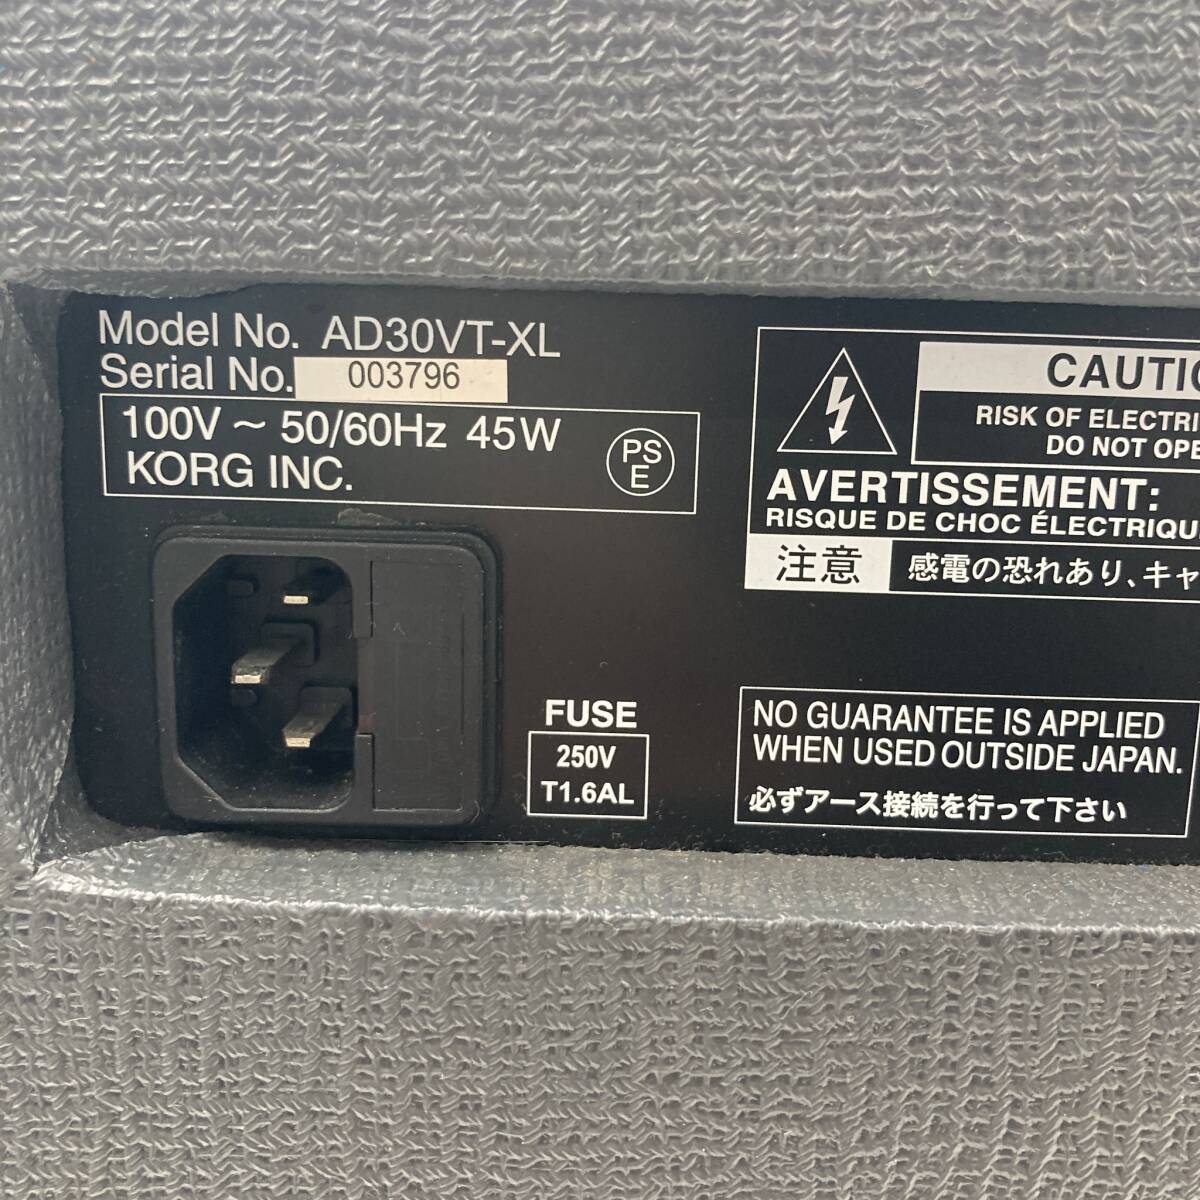 Model No. AD30VT-XL
Serial No. 003796
100V ~ 50/60Hz 45W
KORG INC.
PS
E
CAUTIO
RISK OF ELECTRI
DO NOT OPE
AVERTISSEMENT:
RISQUE DE CHOC ÉLECTRIQU
注意 感電の恐れあり、キャ
FUSE
250V
T1.6AL
NO GUARANTEE IS APPLIED
WHEN USED OUTSIDE JAPAN.
必ずアース接続を行って下さい